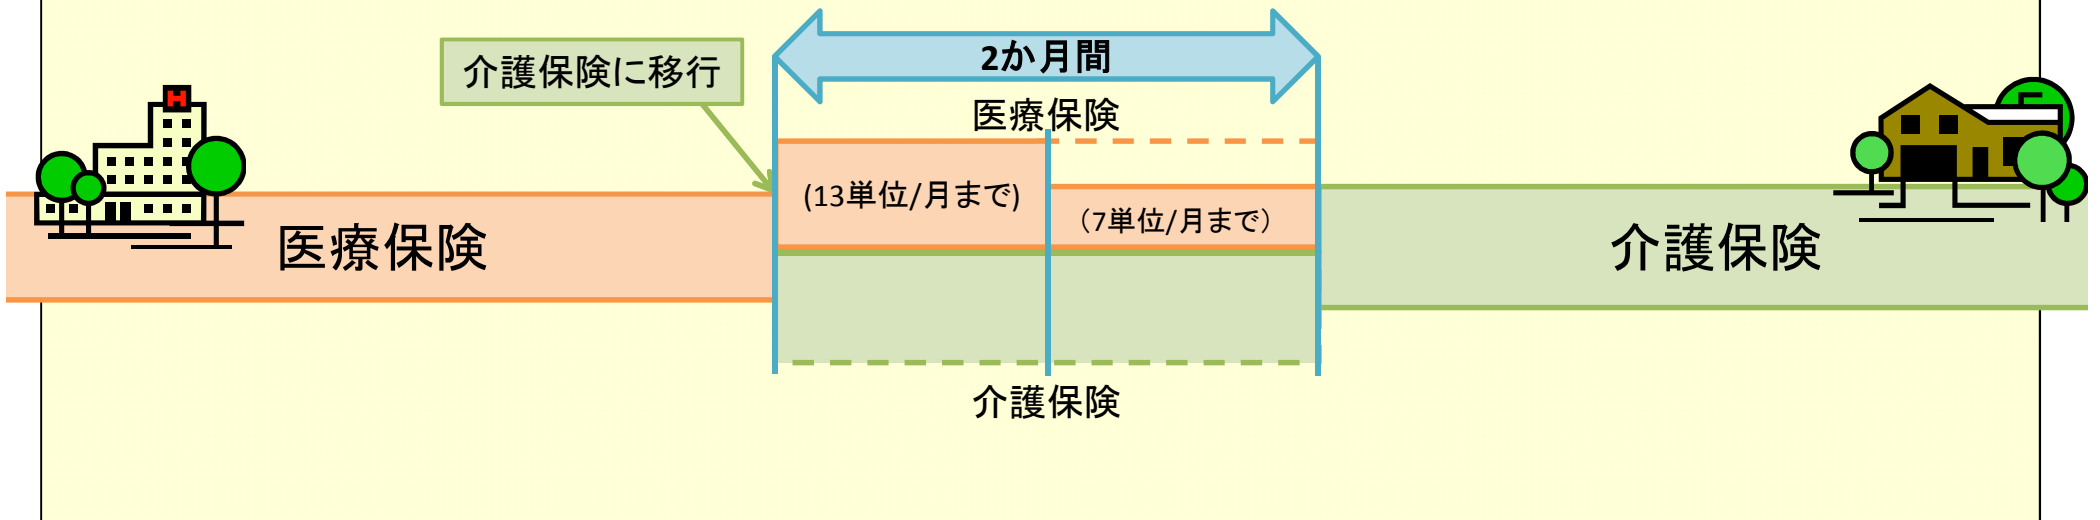 2か月間
介護保険に移行
H
医療保険
(13単位/月まで)
（7単位/月まで）
医療保険
介護保険
介護保険